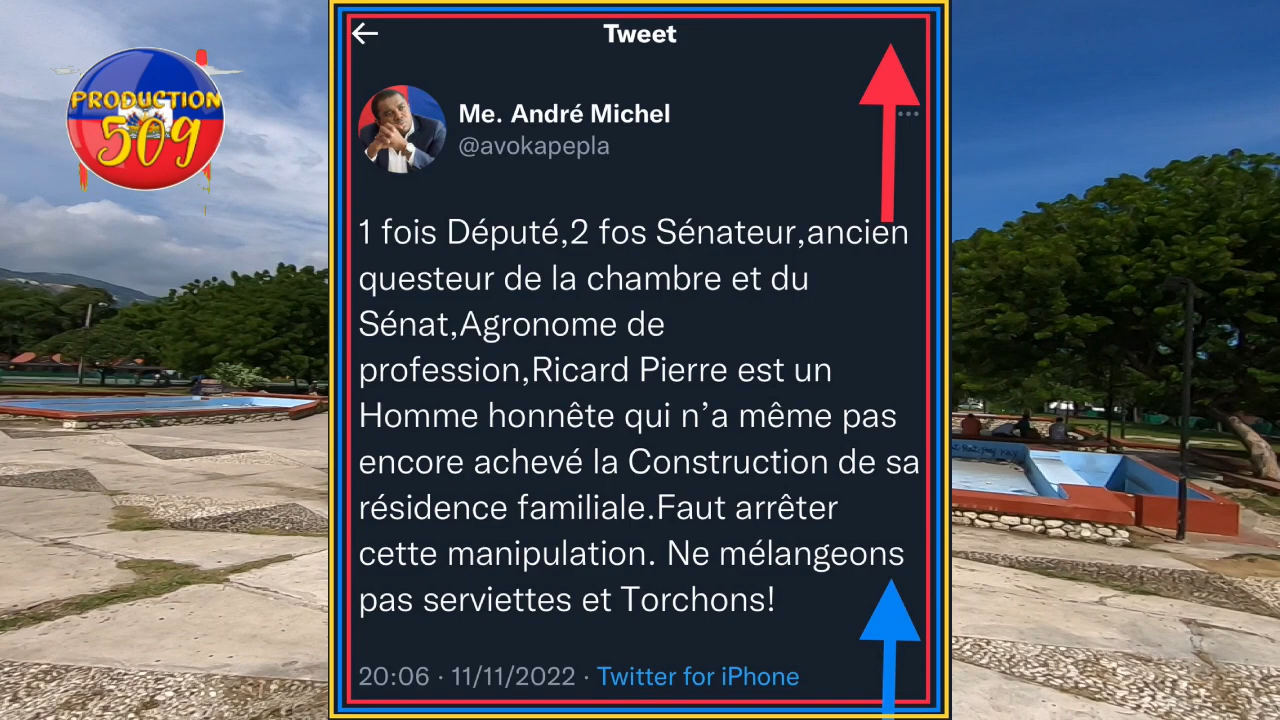 PRODUCTION
509
Tweet
Me. André Michel
@avokapepla
1 fois Député,2 fos Sénateur,ancien
questeur de la chambre et du
Sénat,Agronome de
profession,Ricard Pierre est un
Homme honnête qui n’a même pas
encore achevé la Construction de sa
résidence familiale.Faut arrêter
cette manipulation. Ne mélangeons
pas serviettes et Torchons!
20:06 · 11/11/2022 · Twitter for iPhone